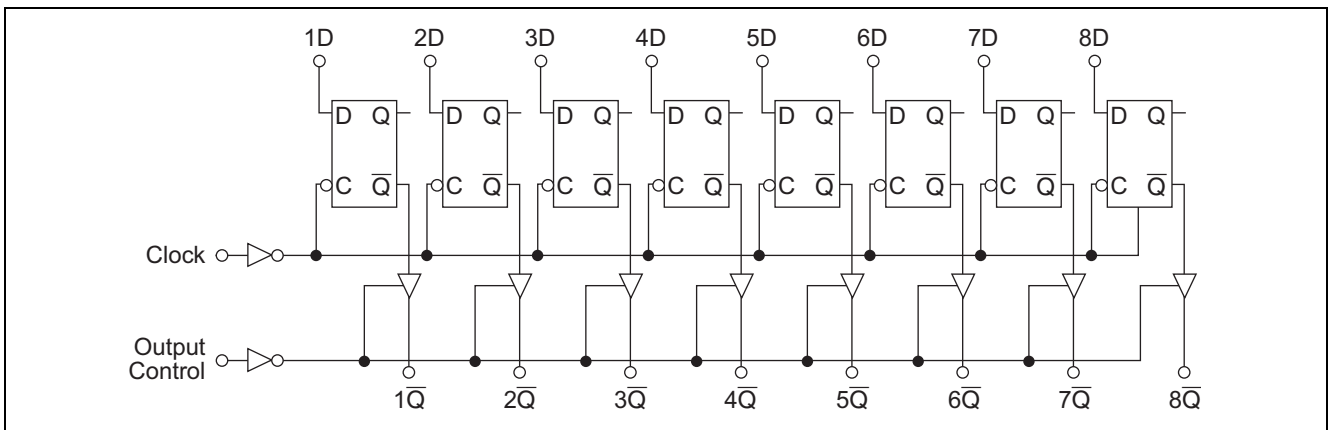 1D 2D 3D 4D 5D 6D 7D 8D
D Q D Q D Q D Q D Q D Q D Q D Q
C Q̅ C Q̅ C Q̅ C Q̅ C Q̅ C Q̅ C Q̅ C Q̅
Clock
Output
Control
1Q̅ 2Q̅ 3Q̅ 4Q̅ 5Q̅ 6Q̅ 7Q̅ 8Q̅